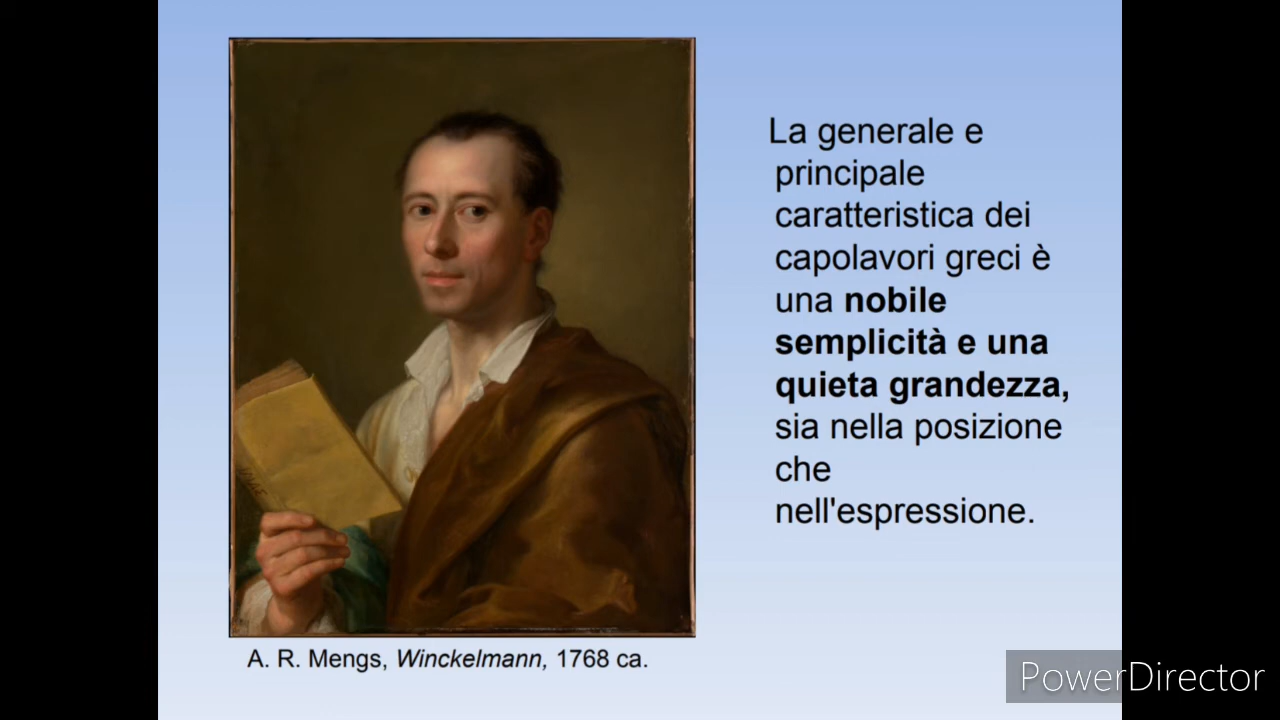 La generale e
principale
caratteristica dei
capolavori greci è
una nobile
semplicità e una
quieta grandezza,
sia nella posizione
che
nell'espressione.
A. R. Mengs, Winckelmann, 1768 ca.
PowerDirector